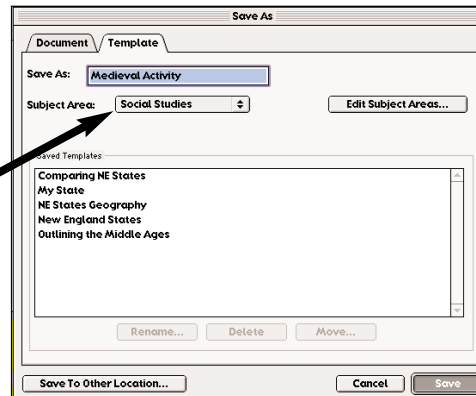 Save As
Document Template
Save As: Medieval Activity
Subject Area: Social Studies Edit Subject Areas...
Saved Templates
Comparing NE States
My State
NE States Geography
New England States
Outlining the Middle Ages
Rename... Delete Move...
Save To Other Location... Cancel Save